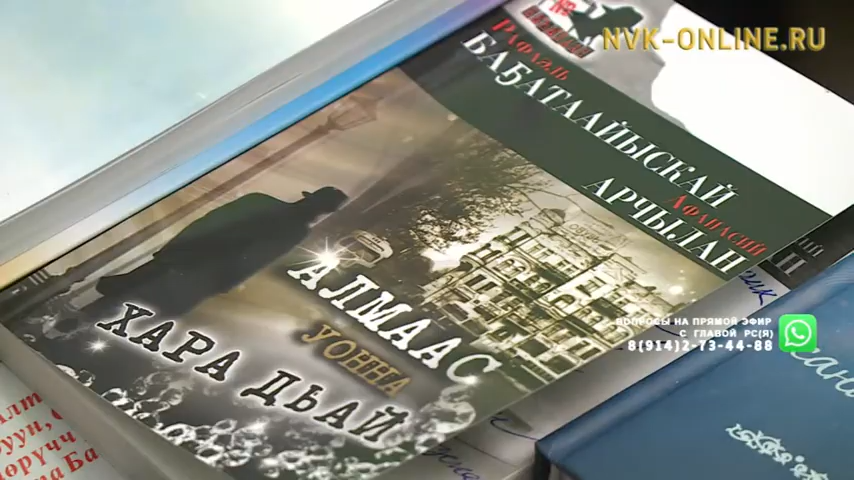 NVK-ONLINE.RU
РАФАЭЛЬ
БАҔАТААЙЫСКАЙ
АФАНАСИЙ
АРЧЫЛАН
АЛМААС
УОННА
ХАРА ДЬАЙ
ВОПРОСЫ НА ПРЯМОЙ ЭФИР
С ГЛАВОЙ РС(Я)
8(914)2-73-44-88